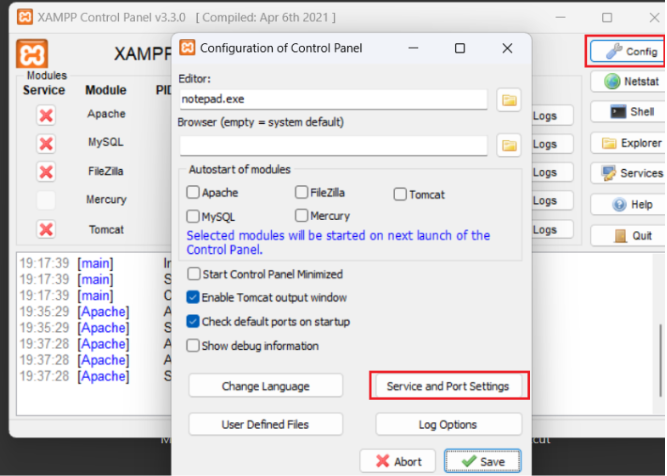 XAMPP Control Panel v3.3.0 [ Compiled: Apr 6th 2021 ]
XAMPP
Modules
Service Module
Apache
MySQL
FileZilla
Mercury
Tomcat
Logs
Logs
Logs
Logs
Logs
Config
Netstat
Shell
Explorer
Services
Help
Quit
19:17:39 [main]
19:17:39 [main]
19:17:39 [main]
19:35:29 [Apache]
19:35:29 [Apache]
19:37:28 [Apache]
19:37:28 [Apache]
19:37:28 [Apache]
Configuration of Control Panel
Editor:
notepad.exe
Browser (empty = system default)
Autostart of modules
Apache FileZilla Tomcat
MySQL Mercury
Selected modules will be started on next launch of the
Control Panel.
Start Control Panel Minimized
Enable Tomcat output window
Check default ports on startup
Show debug information
Change Language Service and Port Settings
User Defined Files Log Options
Abort Save